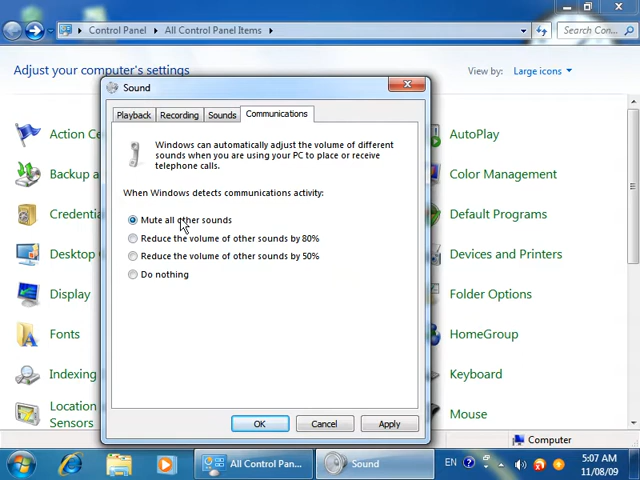 Control Panel
All Control Panel Items
Search Con...
Adjust your computer's settings
View by:
Large icons
Sound
Playback
Recording
Sounds
Communications
Windows can automatically adjust the volume of different
sounds when you are using your PC to place or receive
telephone calls.
When Windows detects communications activity:
Mute all other sounds
Reduce the volume of other sounds by 80%
Reduce the volume of other sounds by 50%
Do nothing
OK
Cancel
Apply
Action Ce
Backup a
Credentia
Desktop
Display
Fonts
Indexing
Location
Sensors
AutoPlay
Color Management
Default Programs
Devices and Printers
Folder Options
HomeGroup
Keyboard
Mouse
Computer
All Control Pan...
Sound
EN
5:07 AM
11/08/09